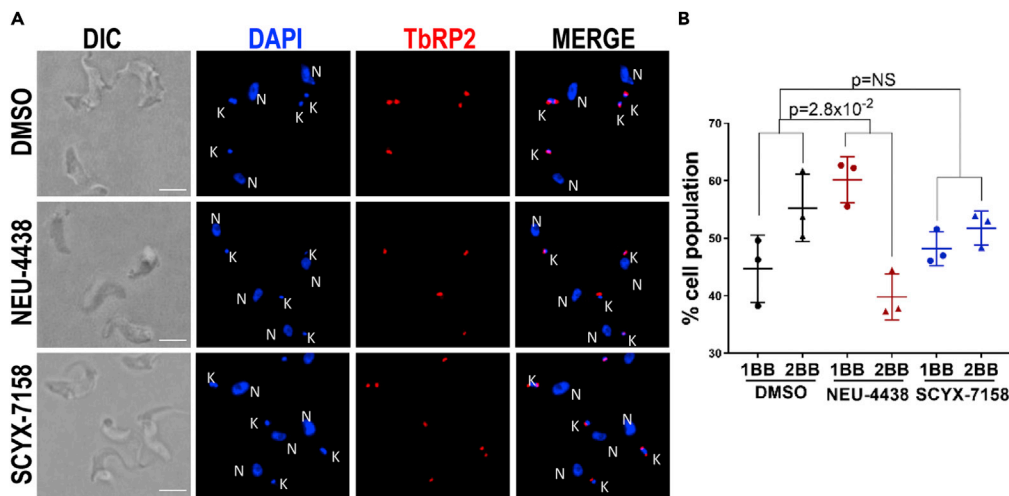 A
DIC DAPI TbRP2 MERGE
DMSO
N
K N
K
K N
N
K
K
K
N
NEU-4438
N
K
K
N
N K
N
K
N
K
K
N
N K
N
K
SCYX-7158
K
N
K
N
N
K
N
K
N
K
N
K
N
N
K
N
B
p=NS
p=2.8x10-2
% cell population
70
60
50
40
30
1BB 2BB 1BB 2BB 1BB 2BB
DMSO NEU-4438 SCYX-7158